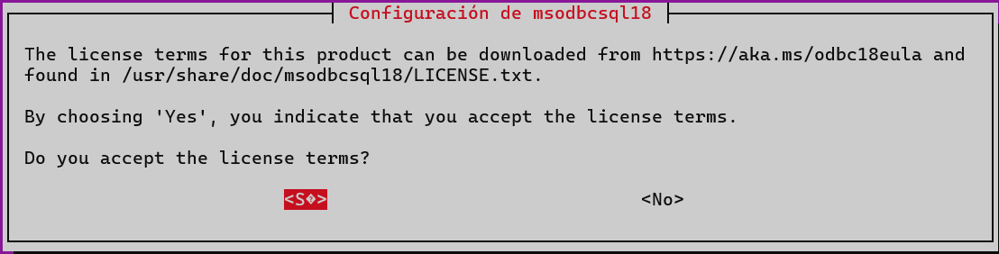 Configuración de msodbcsql18
The license terms for this product can be downloaded from https://aka.ms/odbc18eula and
found in /usr/share/doc/msodbcsql18/LICENSE.txt.
By choosing 'Yes', you indicate that you accept the license terms.
Do you accept the license terms?
<S�> <No>